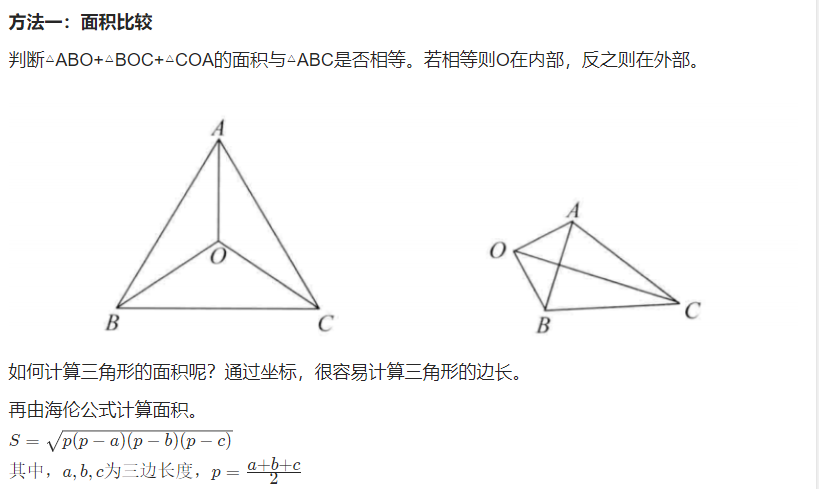 方法一：面积比较
判断△ABO+△BOC+△COA的面积与△ABC是否相等。若相等则O在内部，反之则在外部。
A
O
B
C
A
O
B
C
如何计算三角形的面积呢？通过坐标，很容易计算三角形的边长。
再由海伦公式计算面积。
S = √p(p − a)(p − b)(p − c)
其中，a, b, c为三边长度，p = a+b+c/2